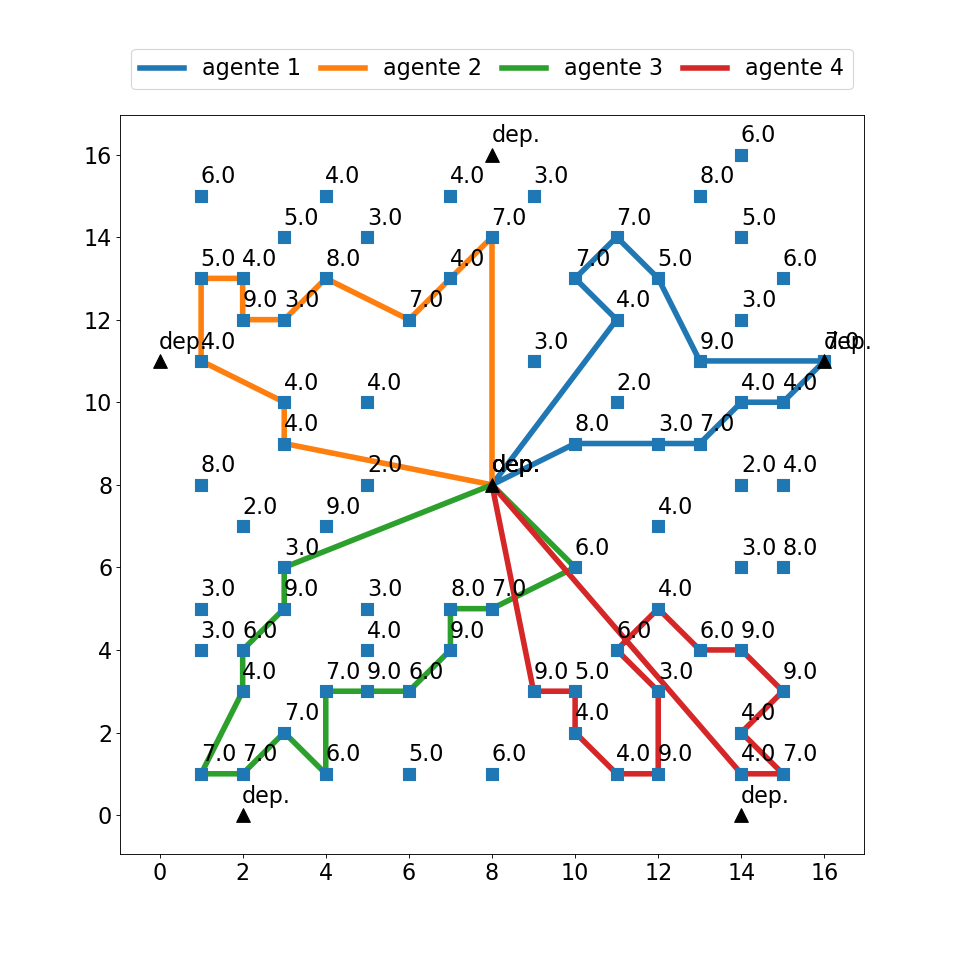 agente 1 agente 2 agente 3 agente 4
dep. 6.0
16
6.0 4.0 4.0 3.0 8.0
5.0 3.0 7.0 7.0 5.0
14
5.0 4.0 8.0 4.0 7.0 5.0 6.0
9.0 3.0 7.0 4.0 3.0
12
dep. 4.0 3.0 9.0 7.0 dep.
4.0 4.0 2.0 4.0 4.0
10
4.0 8.0 3.0 7.0
8.0 2.0 dep. 2.0 4.0
8
2.0 9.0 4.0
3.0 6.0 3.0 8.0
6
3.0 9.0 3.0 8.0 7.0 4.0
3.0 6.0 4.0 9.0 6.0 6.0 9.0
4
4.0 7.0 9.0 6.0 9.0 5.0 3.0 9.0
7.0 4.0 4.0
2
7.0 7.0 6.0 5.0 6.0 4.0 9.0 4.0 7.0
dep. dep.
0
0 2 4 6 8 10 12 14 16